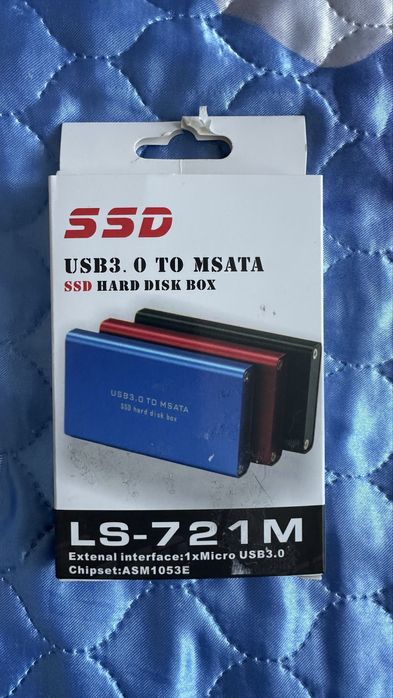 SSD
USB3.0 TO MSATA
SSD HARD DISK BOX
USB3.0 TO MSATA
SSD hard disk box
LS-721M
Extenal interface:1xMicro USB3.0
Chipset:ASM1053E